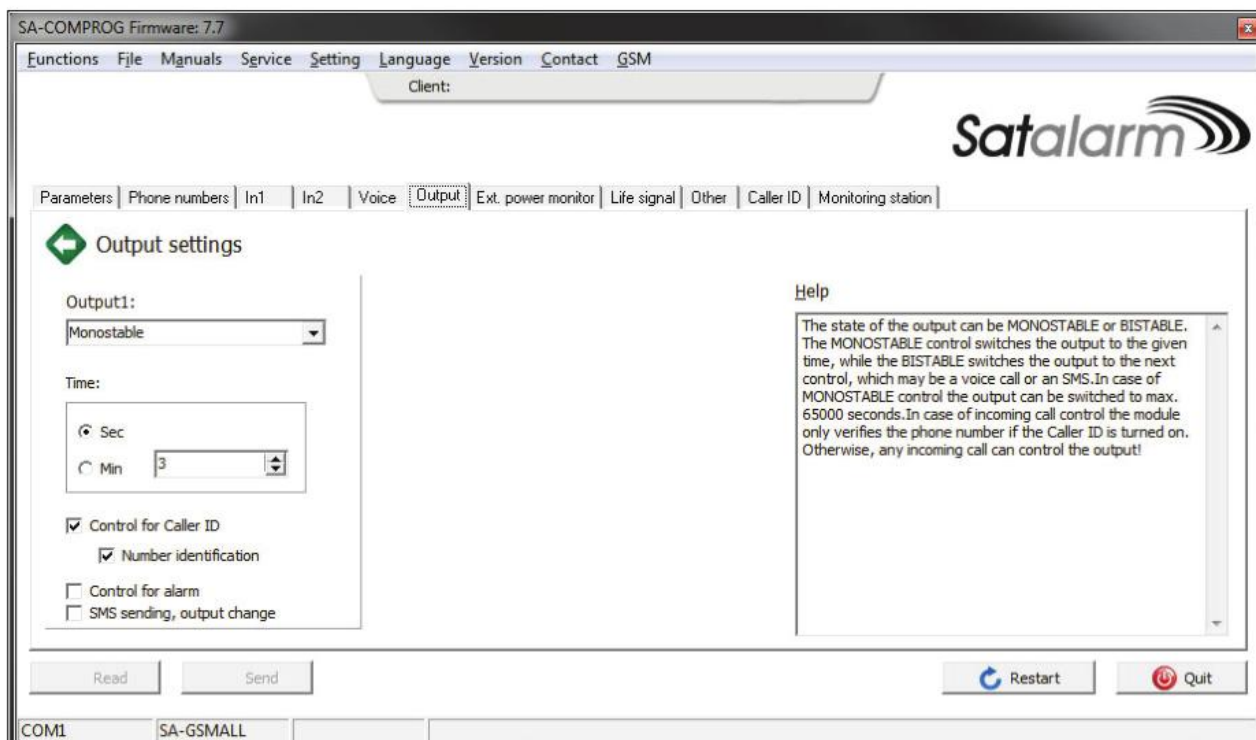 SA-COMPROG Firmware: 7.7
Functions File Manuals Service Setting Language Version Contact GSM
Client:
Satalarm
Parameters Phone numbers In1 In2 Voice Output Ext. power monitor Life signal Other Caller ID Monitoring station
Output settings
Output1:
Monostable
Time:
Sec
Min 3
Control for Caller ID
Number identification
Control for alarm
SMS sending, output change
Help
The state of the output can be MONOSTABLE or BISTABLE.
The MONOSTABLE control switches the output to the given
time, while the BISTABLE switches the output to the next
control, which may be a voice call or an SMS.In case of
MONOSTABLE control the output can be switched to max.
65000 seconds.In case of incoming call control the module
only verifies the phone number if the Caller ID is turned on.
Otherwise, any incoming call can control the output!
Read Send Restart Quit
COM1 SA-GSMALL